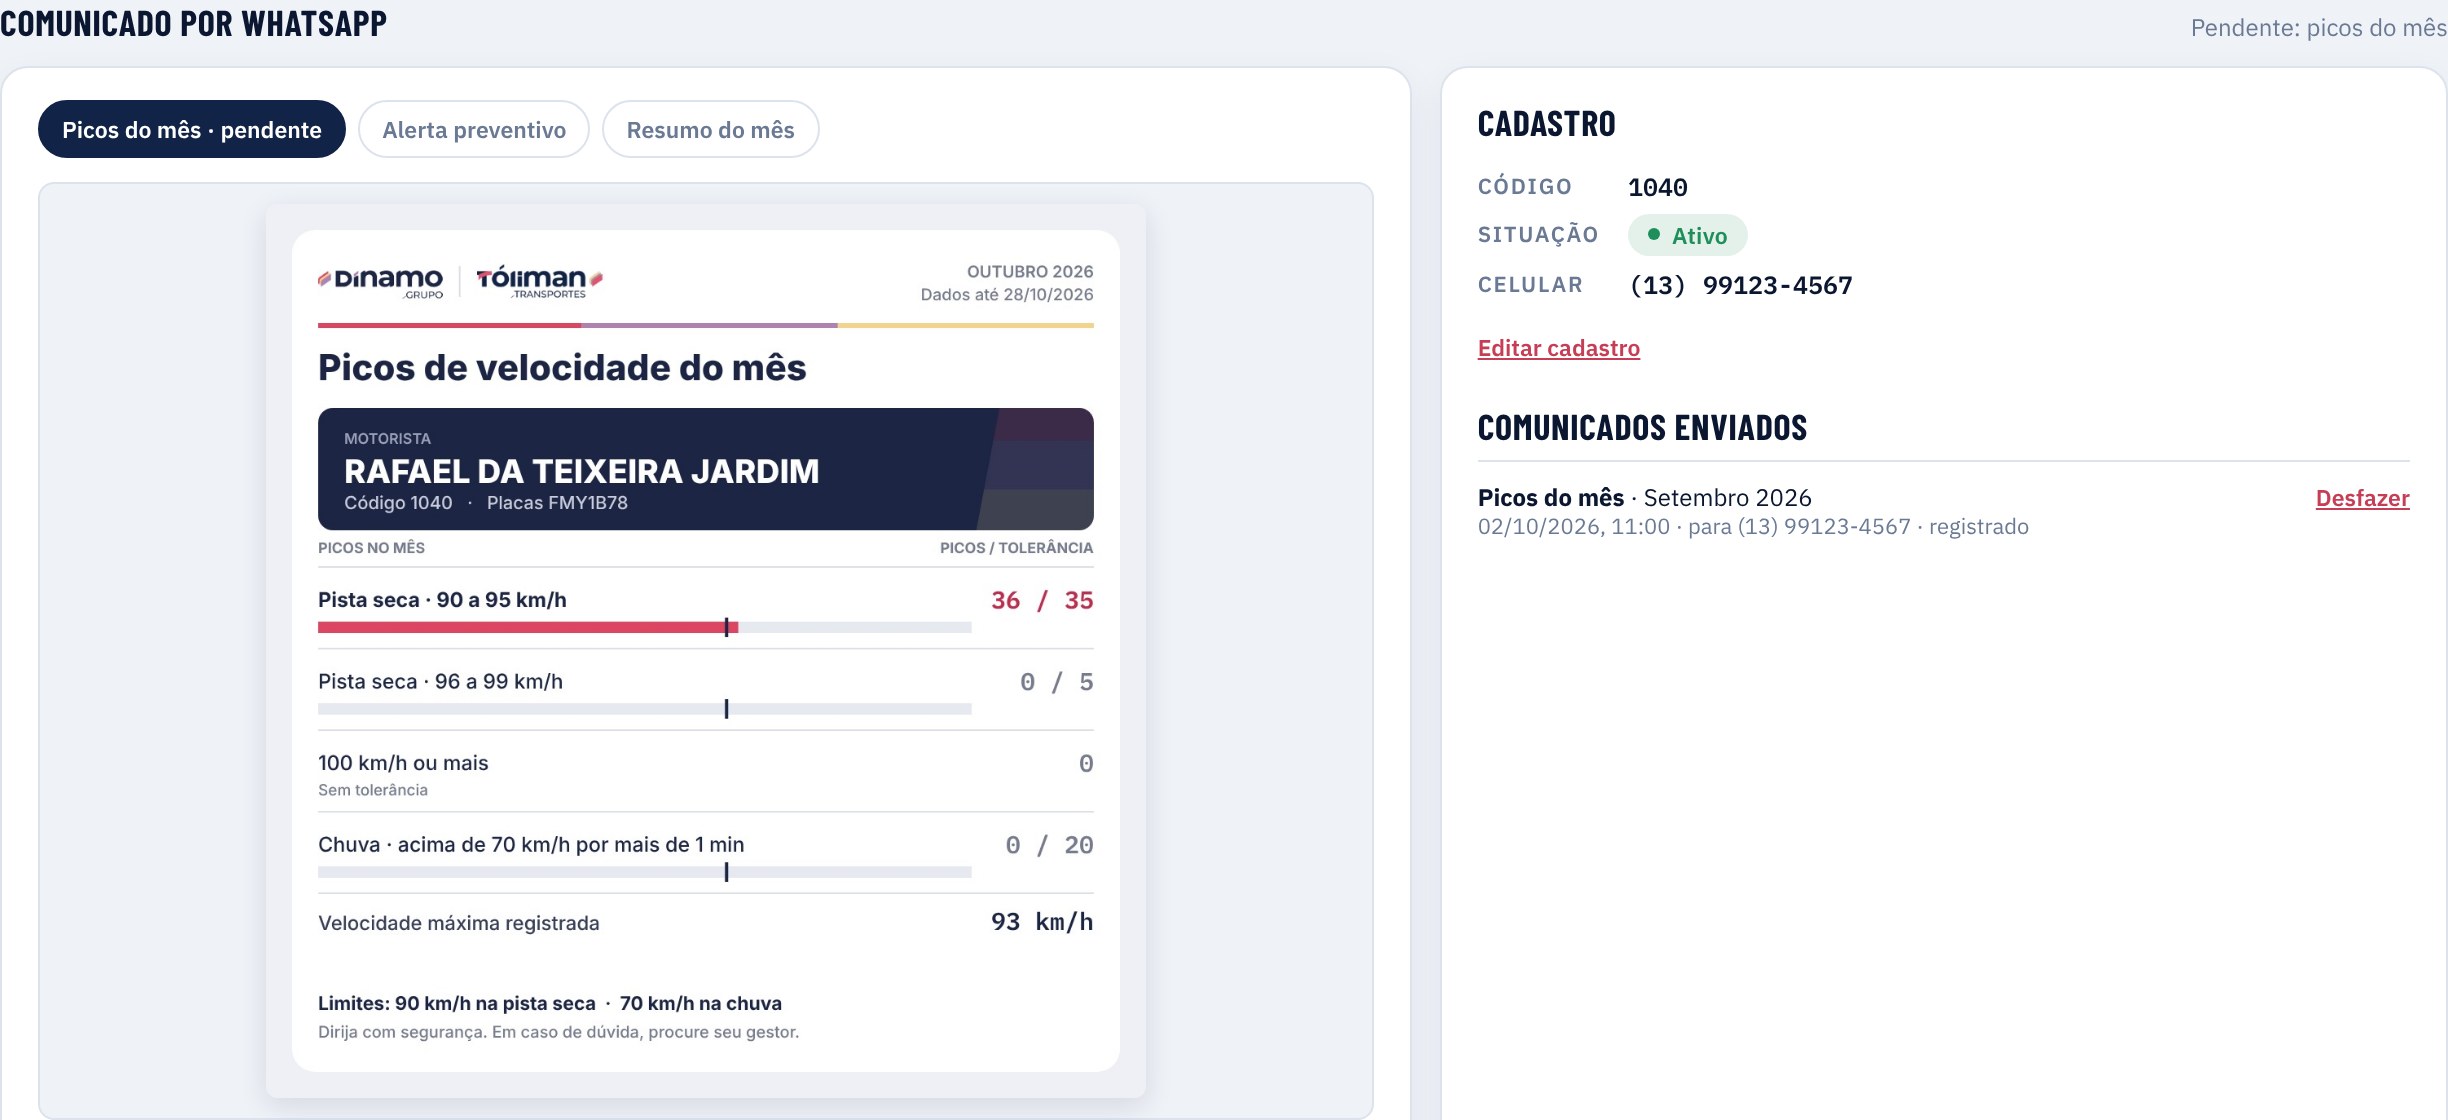 COMUNICADO POR WHATSAPP
Pendente: picos do mês
Picos do mês · pendente
Alerta preventivo
Resumo do mês
Dínamo
.GRUPO
Tóliman
.TRANSPORTES
OUTUBRO 2026
Dados até 28/10/2026
Picos de velocidade do mês
MOTORISTA
RAFAEL DA TEIXEIRA JARDIM
Código 1040 · Placas FMY1B78
PICOS NO MÊS
PICOS / TOLERÂNCIA
Pista seca · 90 a 95 km/h
36 / 35
Pista seca · 96 a 99 km/h
0 / 5
100 km/h ou mais
0
Sem tolerância
Chuva · acima de 70 km/h por mais de 1 min
0 / 20
Velocidade máxima registrada
93 km/h
Limites: 90 km/h na pista seca · 70 km/h na chuva
Dirija com segurança. Em caso de dúvida, procure seu gestor.
CADASTRO
CÓDIGO 1040
SITUAÇÃO Ativo
CELULAR (13) 99123-4567
Editar cadastro
COMUNICADOS ENVIADOS
Picos do mês · Setembro 2026
Desfazer
02/10/2026, 11:00 · para (13) 99123-4567 · registrado